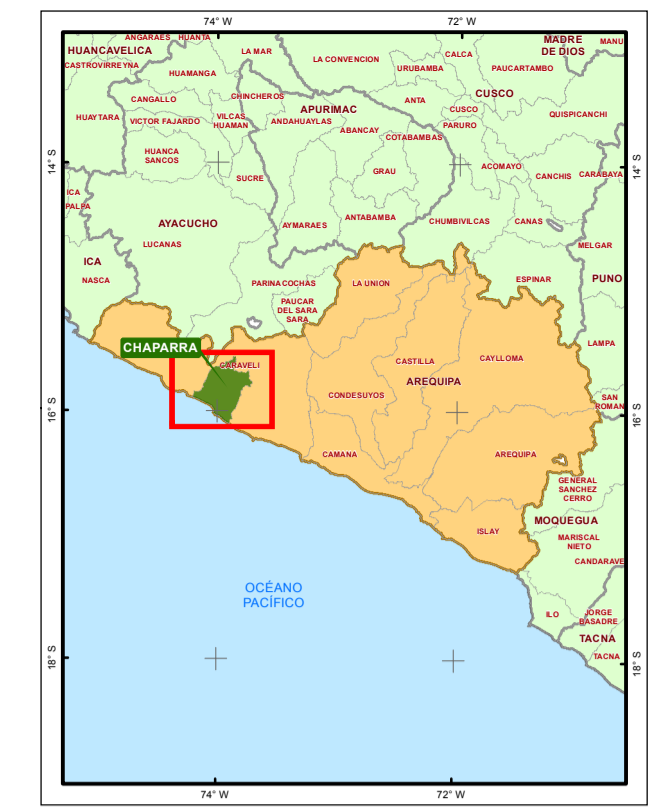 74° W
72° W
ANGARAES
HUANTA
MADRE
DE DIOS
MANU
HUANCAVELICA
LA MAR
LA CONVENCION
CALCA
CASTROVIRREYNA
HUAMANGA
URUBAMBA
PAUCARTAMBO
CANGALLO
CHINCHEROS
ANTA
CUSCO
HUAYTARA
VICTOR FAJARDO
VILCAS
HUAMAN
APURIMAC
ANDAHUAYLAS
ABANCAY
COTABAMBAS
CUSCO
PARURO
QUISPICANCHI
HUANCA
SANCOS
14° S
14° S
SUCRE
GRAU
ACOMAYO
CANCHIS
CARABAYA
ICA
PALPA
AYACUCHO
LUCANAS
AYMARAES
ANTABAMBA
CHUMBIVILCAS
CANAS
MELGAR
ICA
NASCA
PARINACOCHAS
LA UNION
ESPINAR
PUNO
PAUCAR
DEL SARA
SARA
CHAPARRA
CARAVELI
CASTILLA
CAYLLOMA
LAMPA
AREQUIPA
CONDESUYOS
SAN
ROMAN
16° S
16° S
CAMANA
AREQUIPA
GENERAL
SANCHEZ
CERRO
ISLAY
MOQUEGUA
MARISCAL
NIETO
CANDARAVE
OCÉANO
PACÍFICO
ILO
JORGE
BASADRE
TACNA
TACNA
18° S
18° S
74° W
72° W